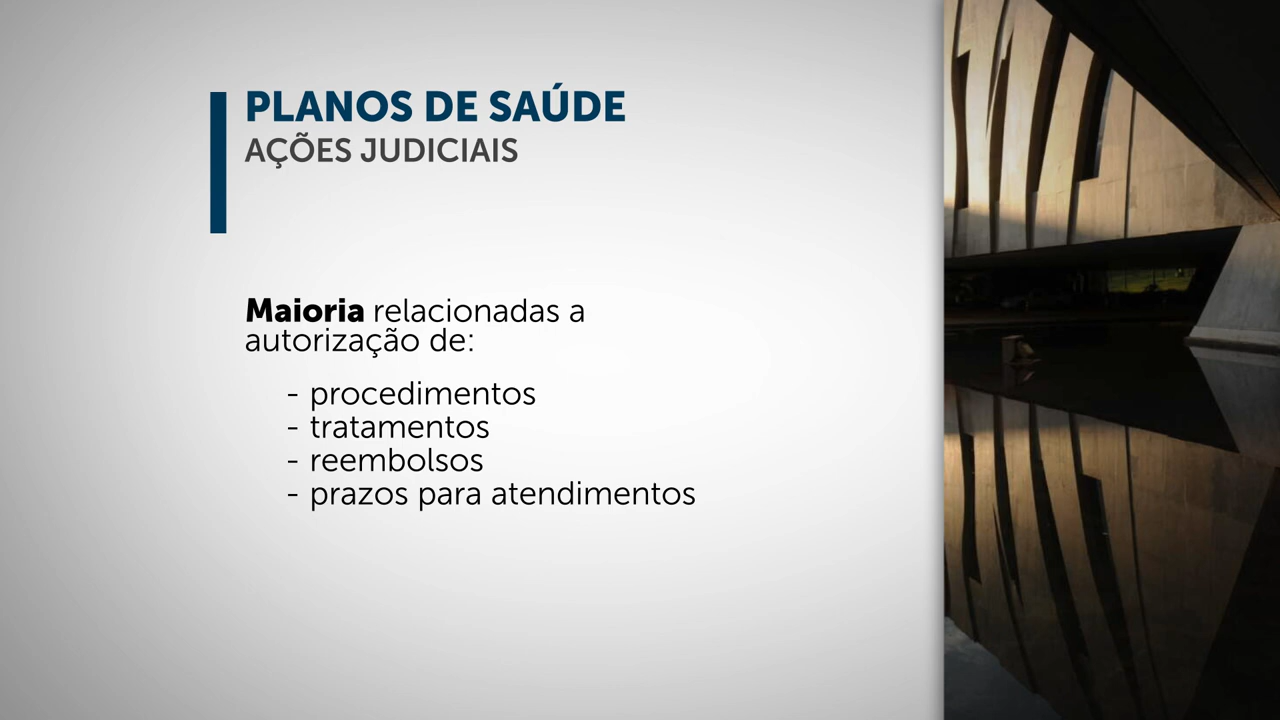 PLANOS DE SAÚDE
AÇÕES JUDICIAIS
Maioria relacionadas a
autorização de:
- procedimentos
- tratamentos
- reembolsos
- prazos para atendimentos